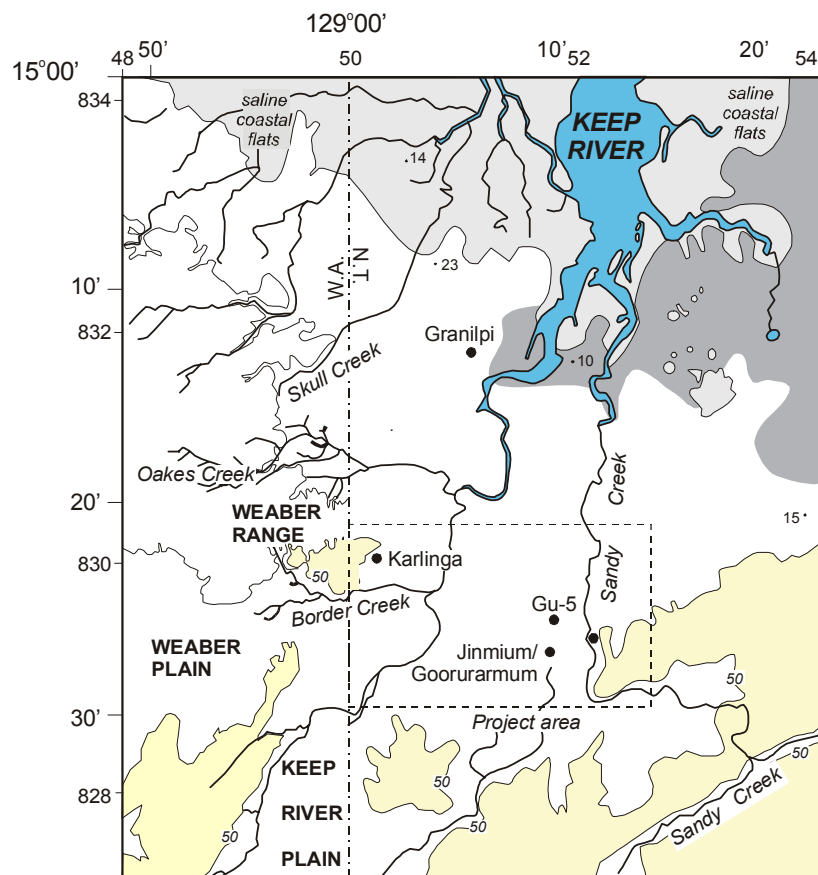 129°00’
48 50’ 50 10’ 52 20’ 54
15°00’
834
saline
coastal
flats
KEEP
RIVER
saline
coastal
flats
14
23
W.A.
N.T.
10’
832
Granilpi
10
Skull Creek
Oakes Creek
Creek
20’
WEABER
RANGE
15
830
50
Karlinga
Sandy
Border Creek
Gu-5
WEABER
PLAIN
Jinmium/
Goorurarmum
50
30’
Project area
KEEP
50
50
828
RIVER
50
50
Sandy Creek
PLAIN